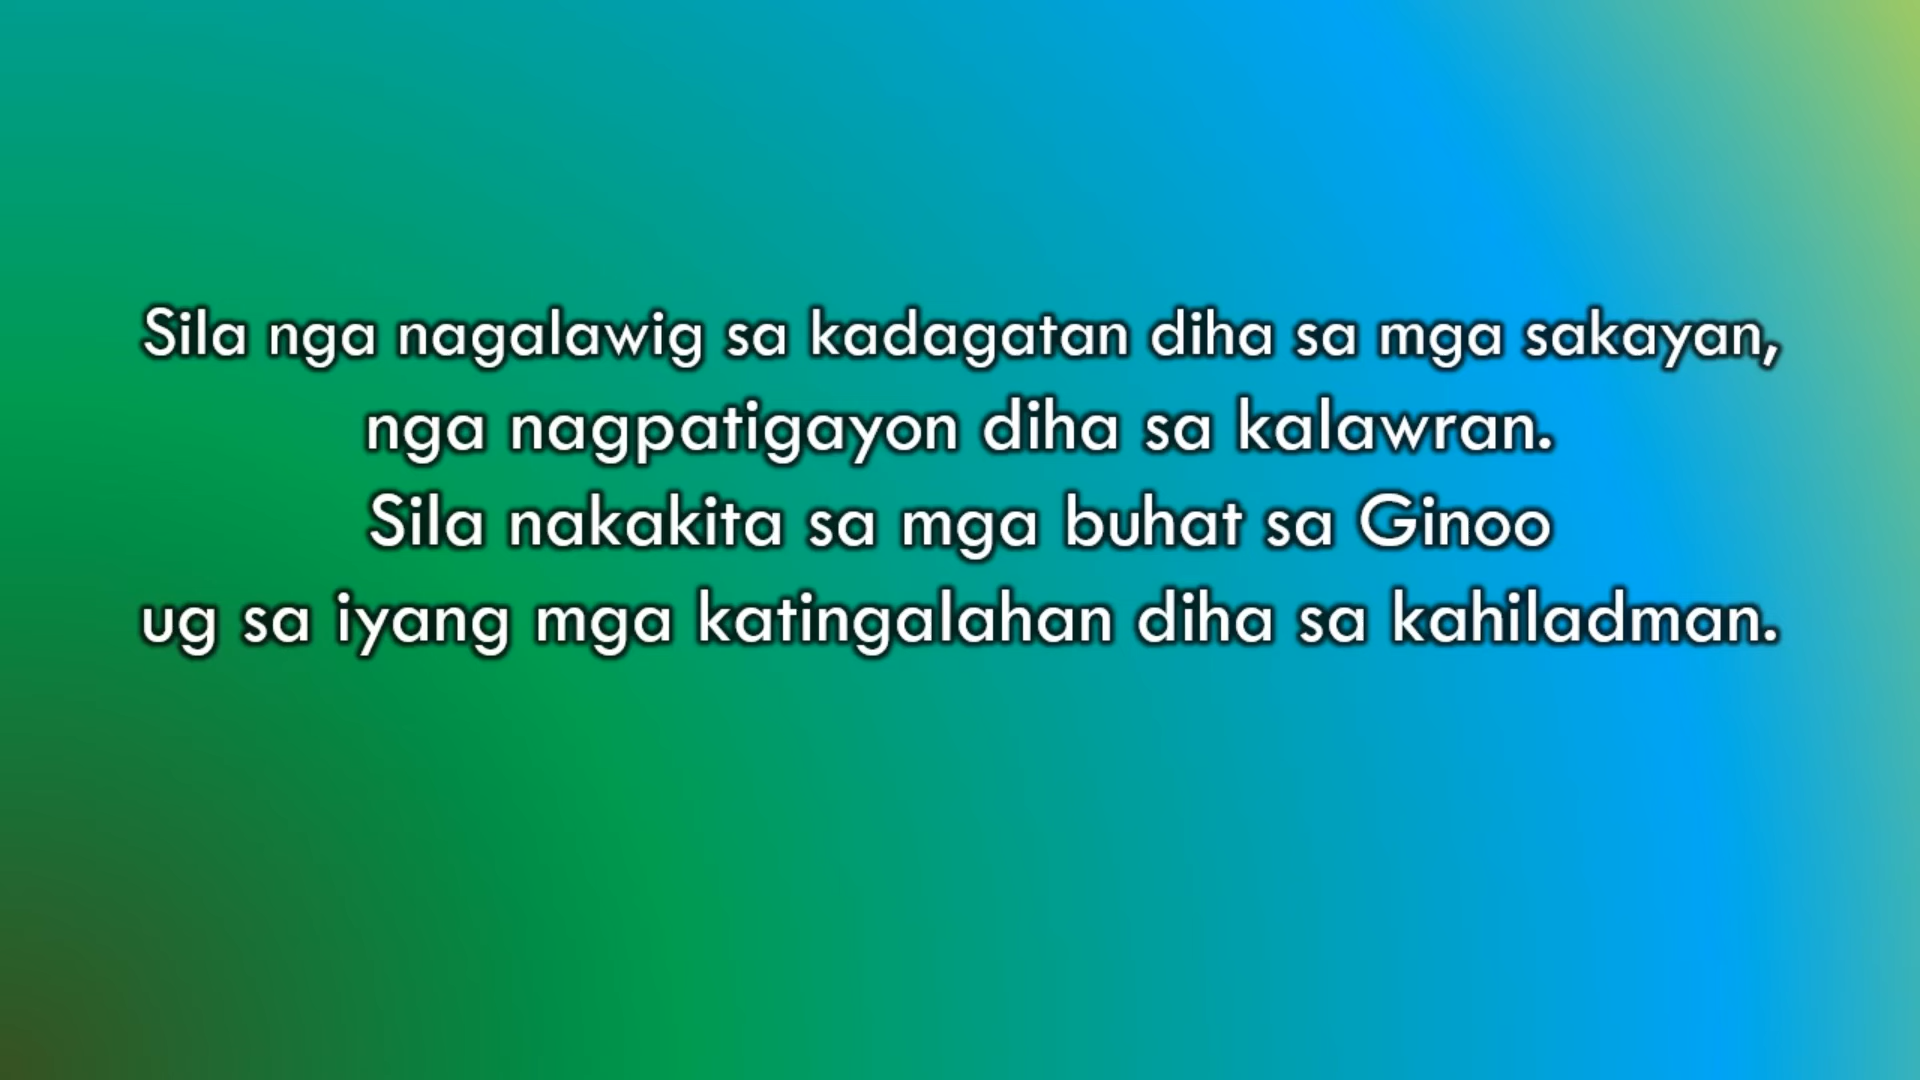 Sila nga nagalawig sa kadagatan diha sa mga sakayan,
nga nagpatigayon diha sa kalawran.
Sila nakakita sa mga buhat sa Ginoo
ug sa iyang mga katingalahan diha sa kahiladman.